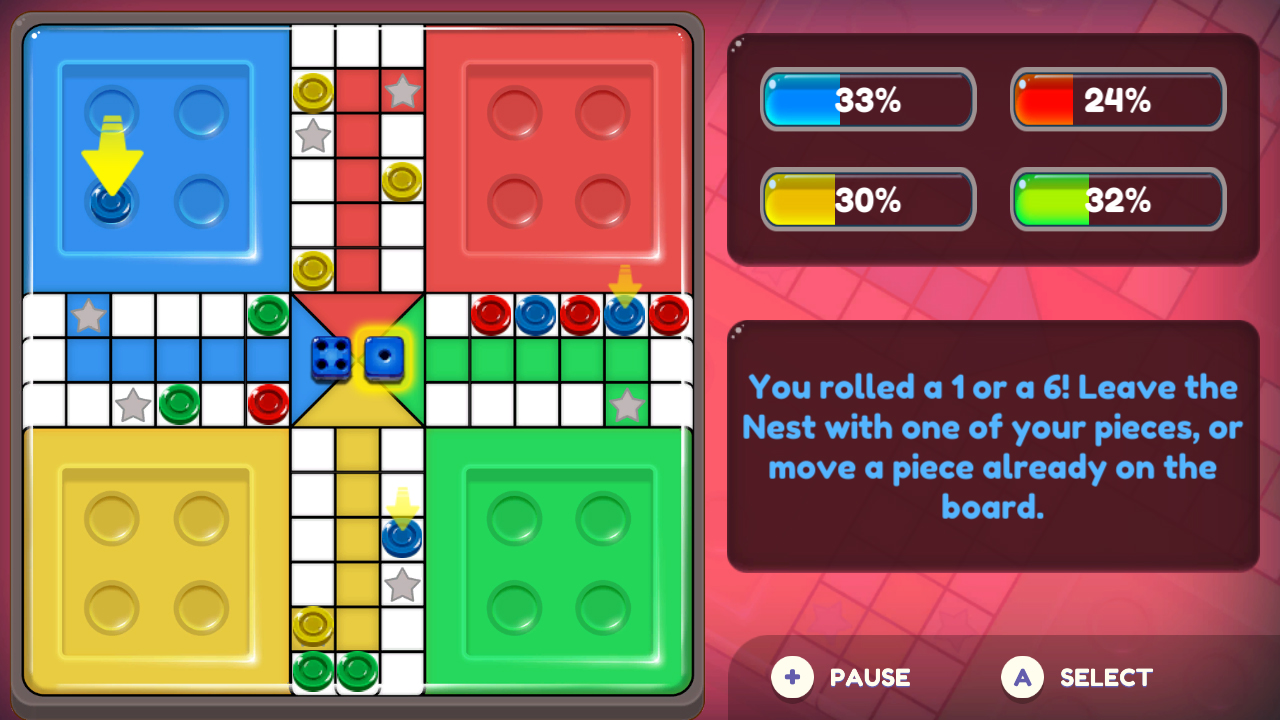 33%
24%
30%
32%
You rolled a 1 or a 6! Leave the
Nest with one of your pieces, or
move a piece already on the
board.
+ PAUSE
A SELECT